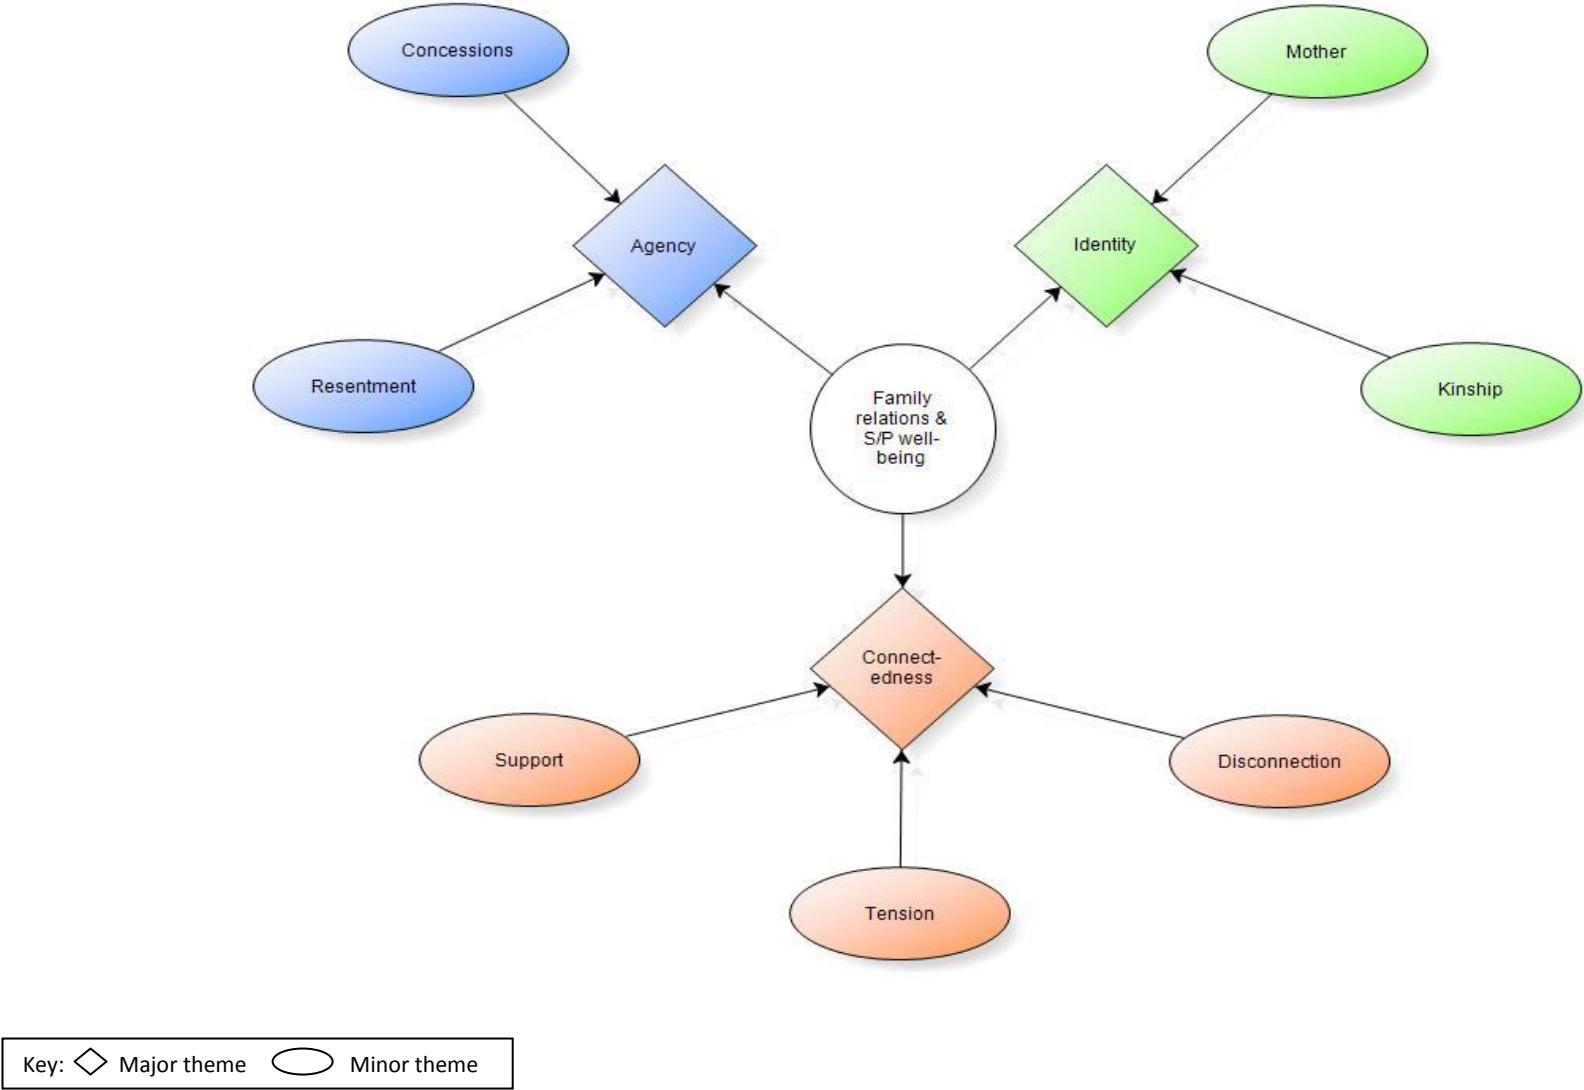 Concessions
Mother
Agency
Identity
Resentment
Kinship
Family
relations &
S/P well-
being
Connect-
edness
Support
Disconnection
Tension
Key: Major theme Minor theme